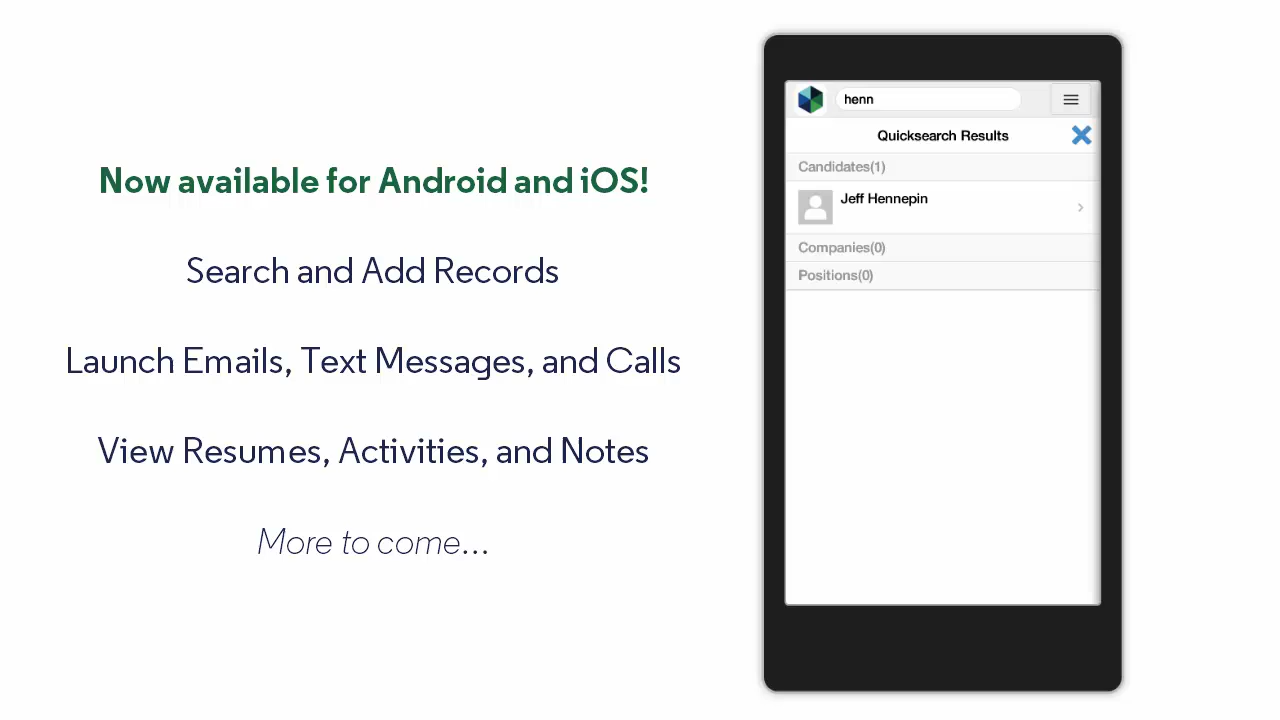 Now available for Android and iOS!
Search and Add Records
Launch Emails, Text Messages, and Calls
View Resumes, Activities, and Notes
More to come...
henn
Quicksearch Results
Candidates(1)
Jeff Hennepin
Companies(0)
Positions(0)